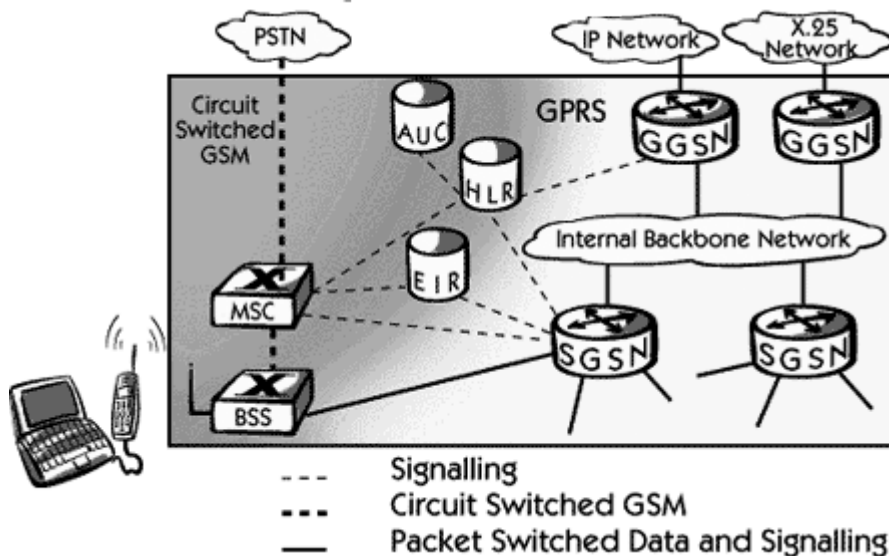 PSTN
IP Network
X.25
Network
Circuit
Switched
GSM
AUC
GPRS
GGSN
GGSN
HLR
Internal Backbone Network
EIR
MSC
SGSN
SGSN
BSS
Signalling
Circuit Switched GSM
Packet Switched Data and Signalling